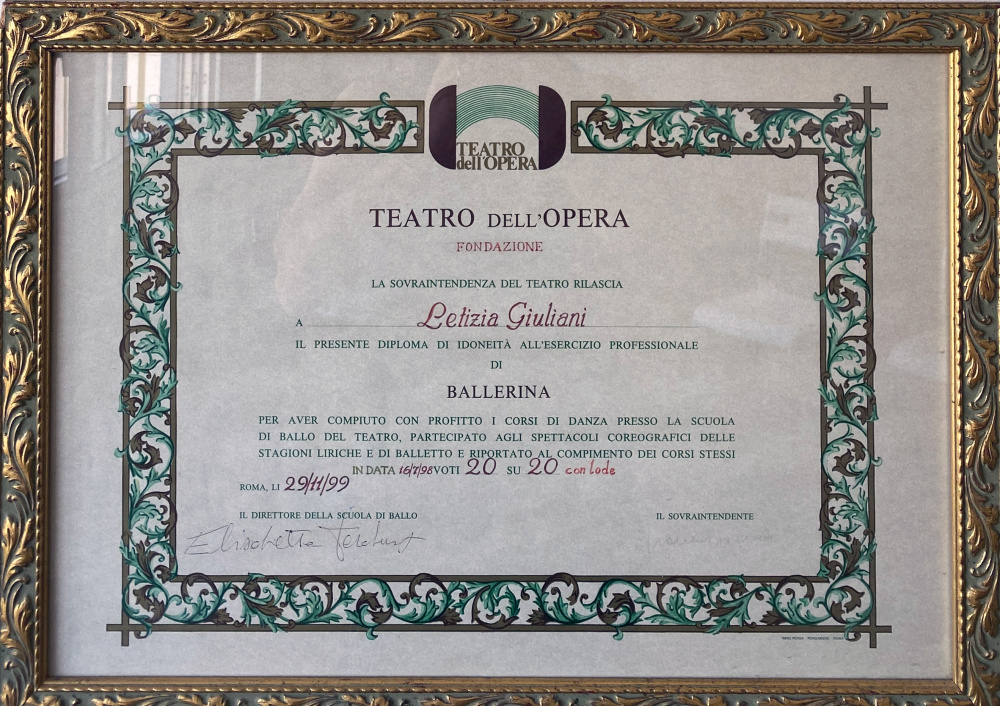 TEATRO
dell'OPERA
TEATRO DELL'OPERA
FONDAZIONE
LA SOVRAINTENDENZA DEL TEATRO RILASCIA
A Letizia Giuliani
IL PRESENTE DIPLOMA DI IDONEITÀ ALL'ESERCIZIO PROFESSIONALE
DI
BALLERINA
PER AVER COMPIUTO CON PROFITTO I CORSI DI DANZA PRESSO LA SCUOLA
DI BALLO DEL TEATRO, PARTECIPATO AGLI SPETTACOLI COREOGRAFICI DELLE
STAGIONI LIRICHE E DI BALLETTO E RIPORTATO AL COMPIMENTO DEI CORSI STESSI
IN DATA 16/7/98 VOTI 20 SU 20 con lode
ROMA, LI 29/11/99
IL DIRETTORE DELLA SCUOLA DI BALLO IL SOVRAINTENDENTE
Elisabetta Terabust